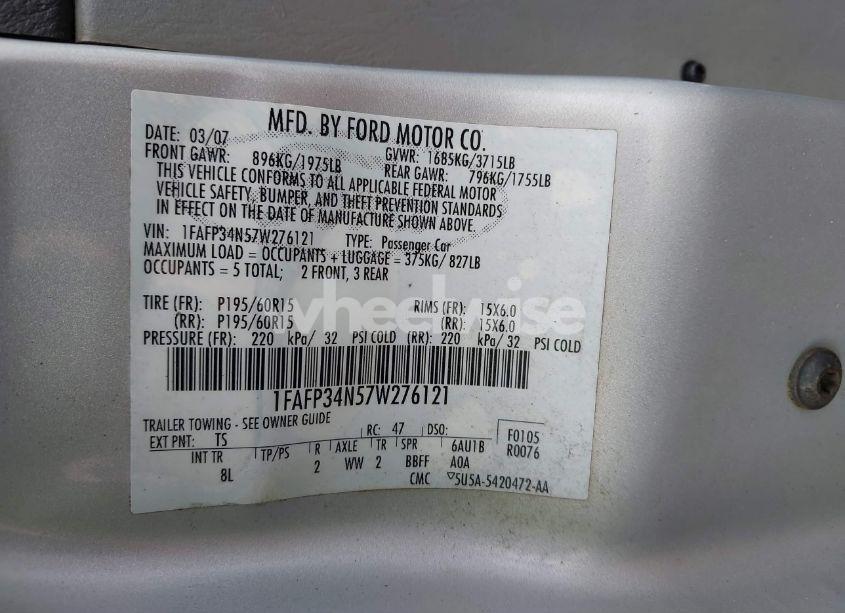 MFD. BY FORD MOTOR CO.
DATE: 03/07 GVWR: 1685KG/3715LB
FRONT GAWR: 896KG/1975LB REAR GAWR: 796KG/1755LB
THIS VEHICLE CONFORMS TO ALL APPLICABLE FEDERAL MOTOR
VEHICLE SAFETY, BUMPER, AND THEFT PREVENTION STANDARDS
IN EFFECT ON THE DATE OF MANUFACTURE SHOWN ABOVE.
VIN: 1FAFP34N57W276121 TYPE: Passenger Car
MAXIMUM LOAD = OCCUPANTS + LUGGAGE = 375KG/ 827LB
OCCUPANTS = 5 TOTAL; 2 FRONT, 3 REAR
wheelwise
TIRE (FR): P195/60R15 RIMS (FR): 15X6.0
(RR): P195/60R15 (RR): 15X6.0
PRESSURE (FR): 220 kPa/ 32 PSI COLD (RR): 220 kPa/ 32 PSI COLD
1FAFP34N57W276121
TRAILER TOWING - SEE OWNER GUIDE
EXT PNT: TS RC: 47 DSO: F0105
INT TR TP/PS R AXLE TR SPR 6AU1B R0076
8L 2 WW 2 BBFF A0A
CMC ▽5U5A-5420472-AA